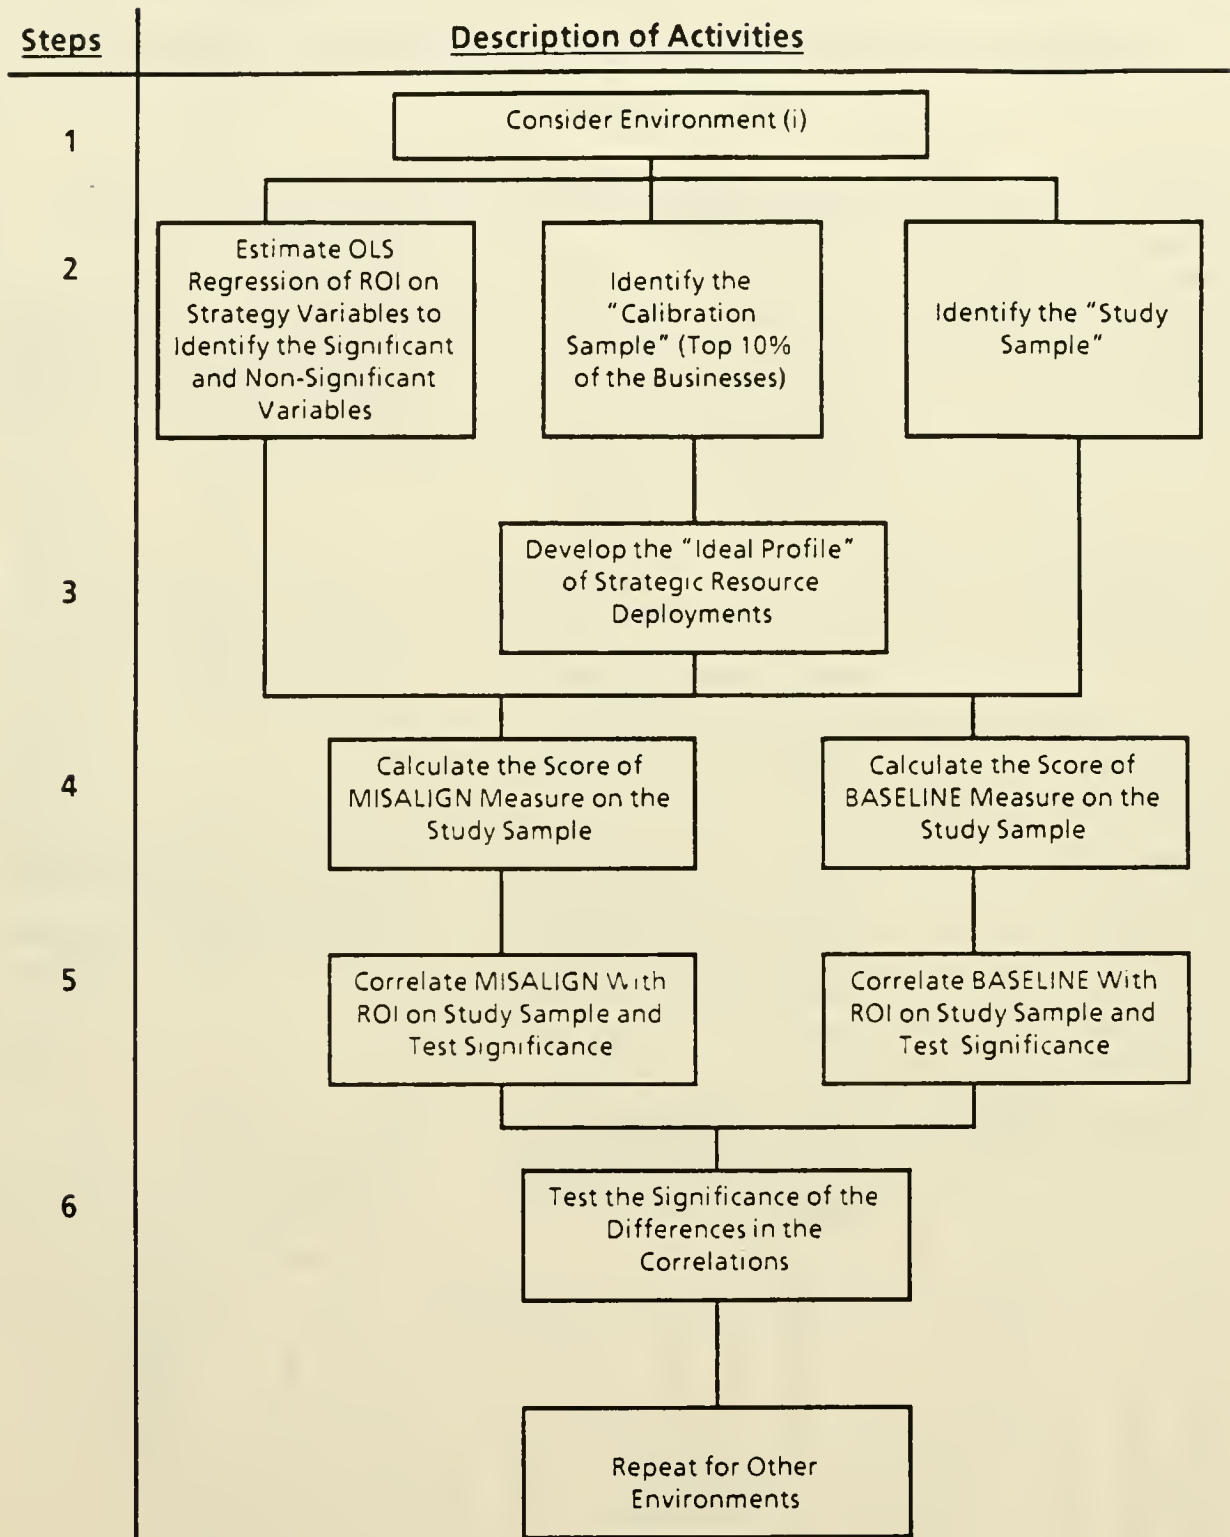 Steps
Description of Activities
1
Consider Environment (i)
2
Estimate OLS
Regression of ROI on
Strategy Variables to
Identify the Significant
and Non-Significant
Variables
Identify the
"Calibration
Sample" (Top 10%
of the Businesses)
Identify the "Study
Sample"
3
Develop the "Ideal Profile"
of Strategic Resource
Deployments
4
Calculate the Score of
MISALIGN Measure on the
Study Sample
Calculate the Score of
BASELINE Measure on the
Study Sample
5
Correlate MISALIGN With
ROI on Study Sample and
Test Significance
Correlate BASELINE With
ROI on Study Sample and
Test Significance
6
Test the Significance of the
Differences in the
Correlations
Repeat for Other
Environments